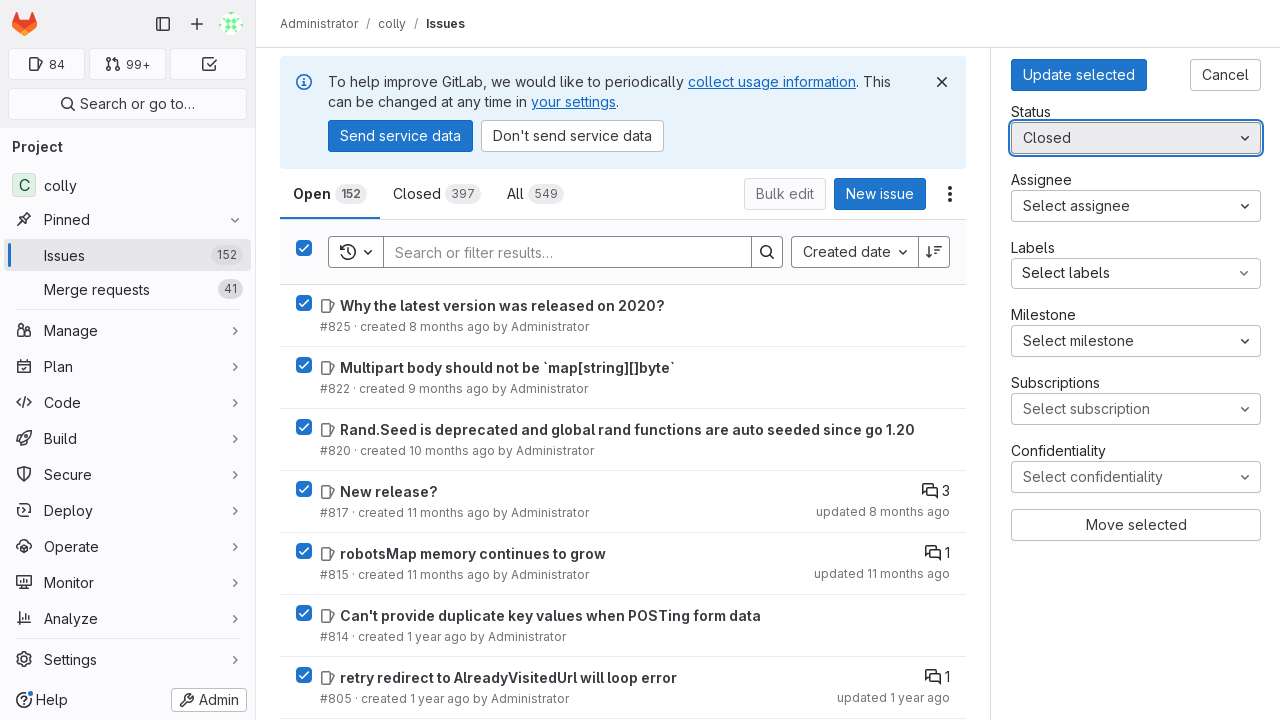 84
99+
Search or go to…
Project
C colly
Pinned
Issues 152
Merge requests 41
Manage
Plan
Code
Build
Secure
Deploy
Operate
Monitor
Analyze
Settings
Help
Admin
Administrator / colly / Issues
To help improve GitLab, we would like to periodically collect usage information. This
can be changed at any time in your settings.
Send service data
Don't send service data
Open 152
Closed 397
All 549
Bulk edit
New issue
Search or filter results…
Created date
Why the latest version was released on 2020?
#825 · created 8 months ago by Administrator
Multipart body should not be `map[string][]byte`
#822 · created 9 months ago by Administrator
Rand.Seed is deprecated and global rand functions are auto seeded since go 1.20
#820 · created 10 months ago by Administrator
New release?
3
#817 · created 11 months ago by Administrator
updated 8 months ago
robotsMap memory continues to grow
1
#815 · created 11 months ago by Administrator
updated 11 months ago
Can't provide duplicate key values when POSTing form data
#814 · created 1 year ago by Administrator
retry redirect to AlreadyVisitedUrl will loop error
1
#805 · created 1 year ago by Administrator
updated 1 year ago
Update selected
Cancel
Status
Closed
Assignee
Select assignee
Labels
Select labels
Milestone
Select milestone
Subscriptions
Select subscription
Confidentiality
Select confidentiality
Move selected